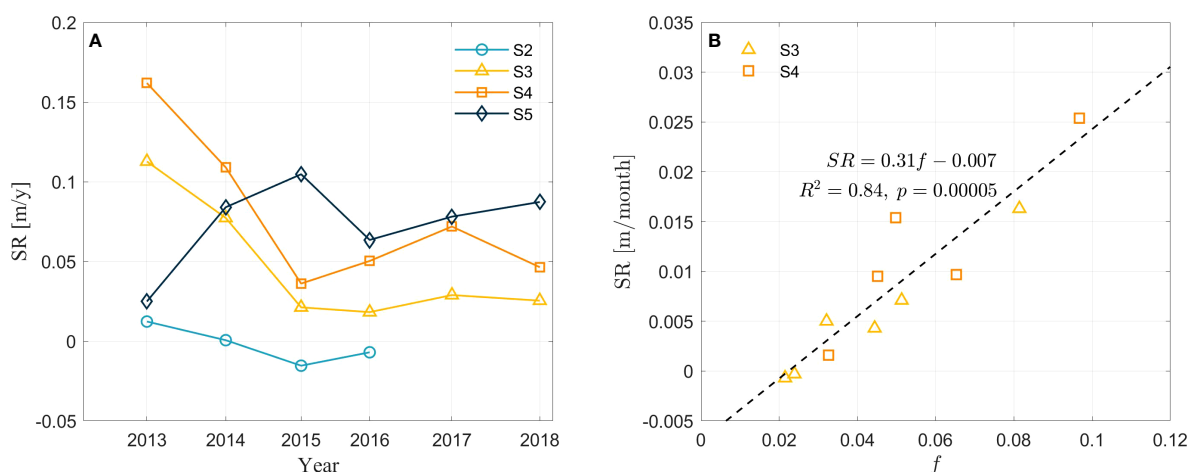 A
S2
S3
S4
S5
0.2
0.15
0.1
0.05
0
-0.05
SR [m/y]
2013 2014 2015 2016 2017 2018
Year
B
S3
S4
SR = 0.31f − 0.007
R² = 0.84, p = 0.00005
0.035
0.03
0.025
0.02
0.015
0.01
0.005
0
-0.005
SR [m/month]
0 0.02 0.04 0.06 0.08 0.1 0.12
f